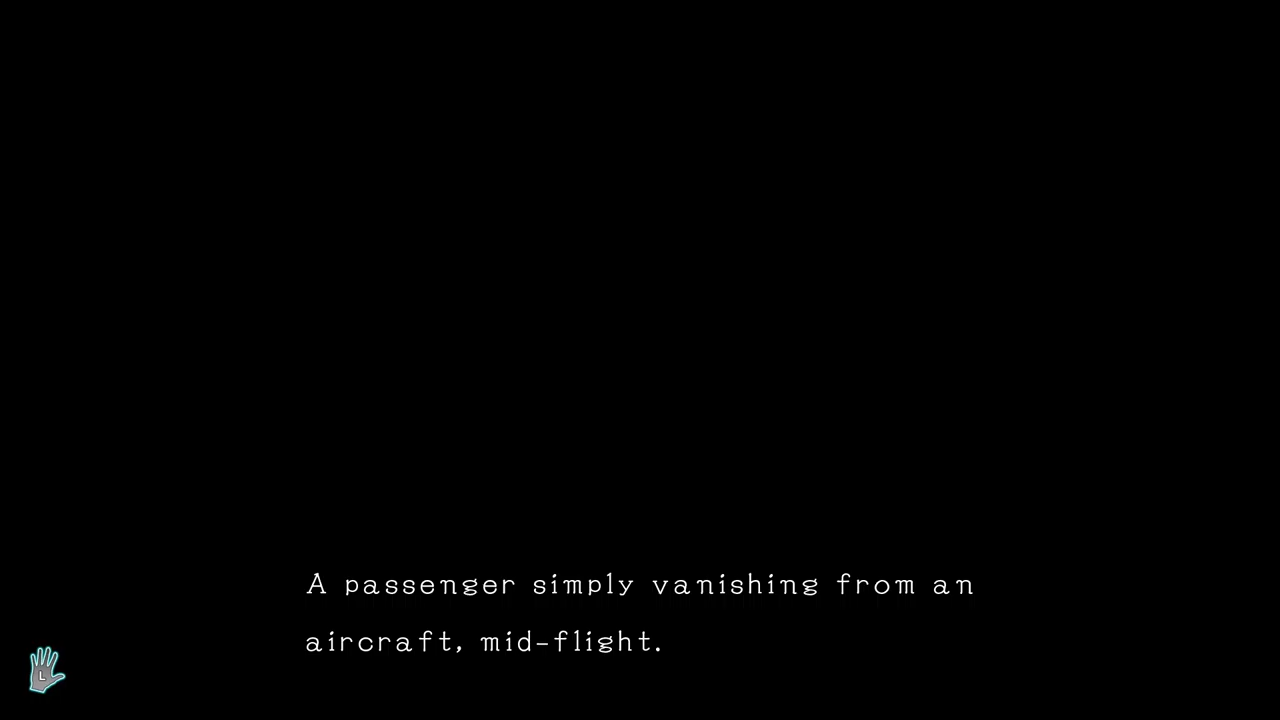 A passenger simply vanishing from an
aircraft, mid-flight.
L